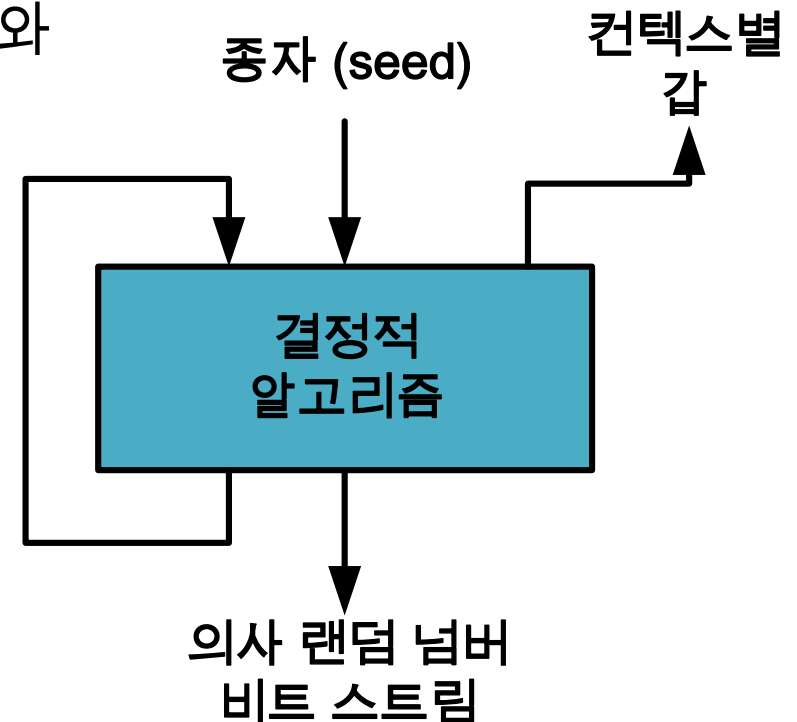 와
종자 (seed)
컨텍스별
갑
결정적
알고리즘
의사 랜덤 넘버
비트 스트림